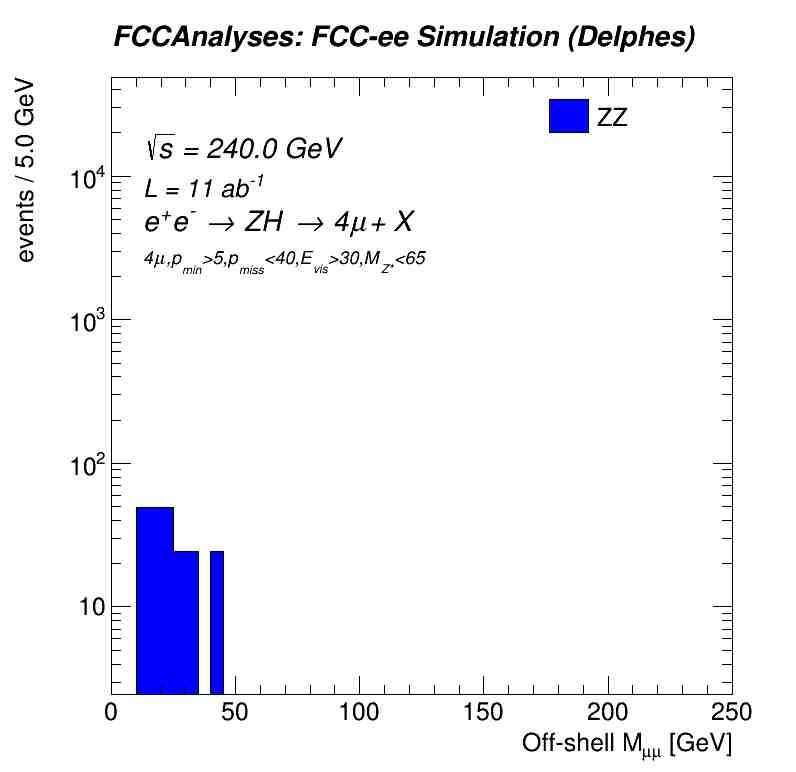 FCCAnalyses: FCC-ee Simulation (Delphes)
events / 5.0 GeV
ZZ
√s = 240.0 GeV
L = 11 ab⁻¹
e⁺e⁻ → ZH → 4μ + X
4μ,p_min>5,p_miss<40,E_vis>30,M_Z*<65
10⁴
10³
10²
10
0 50 100 150 200 250
Off-shell M_μμ [GeV]